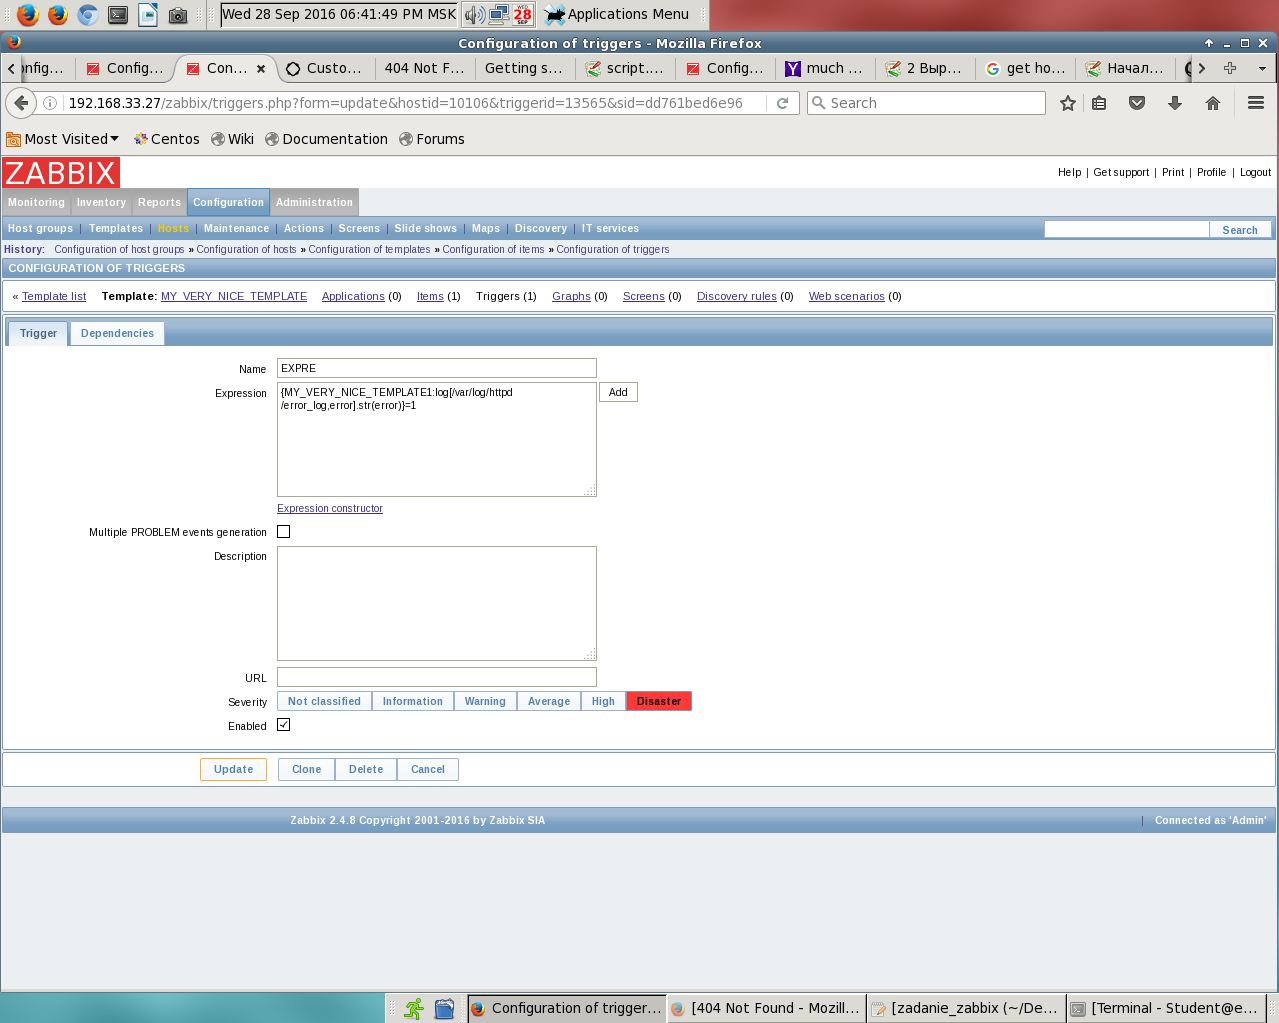 Wed 28 Sep 2016 06:41:49 PM MSK
WED 28 SEP
Applications Menu
Configuration of triggers - Mozilla Firefox
onfig... Config... Con... Custo... 404 Not F... Getting s... script.... Config... much ... 2 Выр... get ho... Начал...
192.168.33.27/zabbix/triggers.php?form=update&hostid=10106&triggerid=13565&sid=dd761bed6e96
Search
Most Visited Centos Wiki Documentation Forums
ZABBIX
Help | Get support | Print | Profile | Logout
Monitoring Inventory Reports Configuration Administration
Host groups | Templates | Hosts | Maintenance | Actions | Screens | Slide shows | Maps | Discovery | IT services
Search
History: Configuration of host groups » Configuration of hosts » Configuration of templates » Configuration of items » Configuration of triggers
CONFIGURATION OF TRIGGERS
« Template list Template: MY_VERY_NICE_TEMPLATE Applications (0) Items (1) Triggers (1) Graphs (0) Screens (0) Discovery rules (0) Web scenarios (0)
Trigger Dependencies
Name EXPRE
Expression {MY_VERY_NICE_TEMPLATE1:log[/var/log/httpd
/error_log,error].str(error)}=1
Add
Expression constructor
Multiple PROBLEM events generation
Description
URL
Severity Not classified Information Warning Average High Disaster
Enabled
Update Clone Delete Cancel
Zabbix 2.4.8 Copyright 2001-2016 by Zabbix SIA
| Connected as 'Admin'
Configuration of trigger... [404 Not Found - Mozill... [zadanie_zabbix (~/De... [Terminal - Student@e...